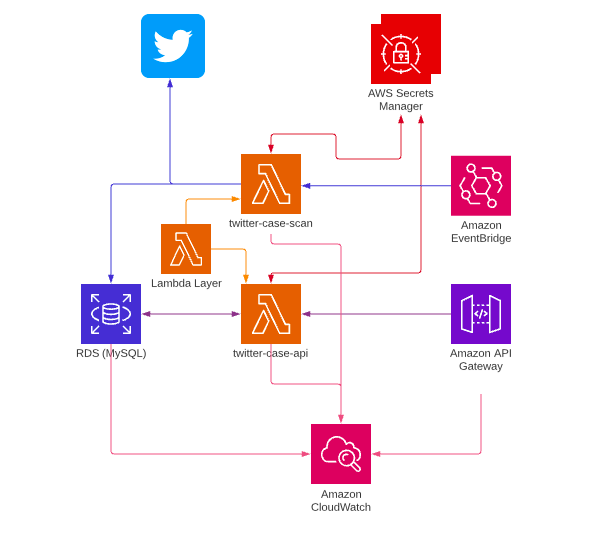 AWS Secrets
Manager
twitter-case-scan
Amazon
EventBridge
Lambda Layer
RDS (MySQL)
twitter-case-api
Amazon API
Gateway
Amazon
CloudWatch